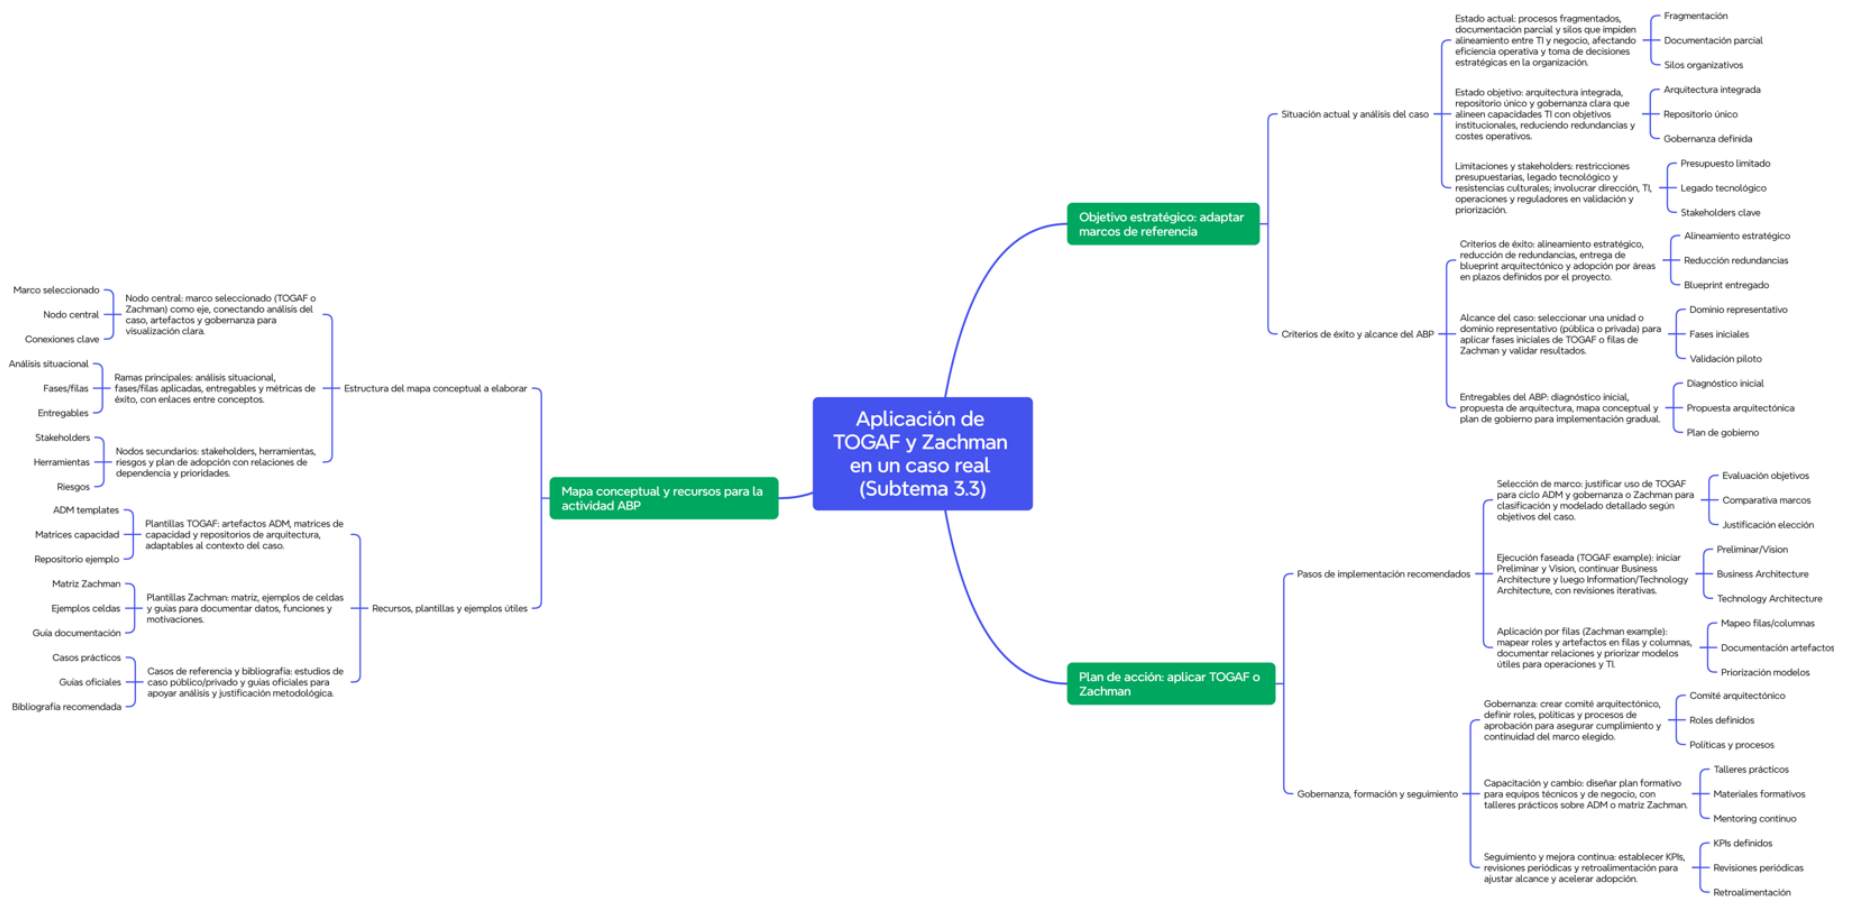 Aplicación de
TOGAF y Zachman
en un caso real
(Subtema 3.3)
Objetivo estratégico: adaptar
marcos de referencia
Situación actual y análisis del caso
Estado actual: procesos fragmentados,
documentación parcial y silos que impiden
alineamiento entre TI y negocio, afectando
eficiencia operativa y toma de decisiones
estratégicas en la organización.
Fragmentación
Documentación parcial
Silos organizativos
Estado objetivo: arquitectura integrada,
repositorio único y gobernanza clara que
alineen capacidades TI con objetivos
institucionales, reduciendo redundancias y
costes operativos.
Arquitectura integrada
Repositorio único
Gobernanza definida
Limitaciones y stakeholders: restricciones
presupuestarias, legado tecnológico y
resistencias culturales; involucrar dirección, TI,
operaciones y reguladores en validación y
priorización.
Presupuesto limitado
Legado tecnológico
Stakeholders clave
Criterios de éxito y alcance del ABP
Criterios de éxito: alineamiento estratégico,
reducción de redundancias, entrega de
blueprint arquitectónico y adopción por áreas
en plazos definidos por el proyecto.
Alineamiento estratégico
Reducción redundancias
Blueprint entregado
Alcance del caso: seleccionar una unidad o
dominio representativo (pública o privada) para
aplicar fases iniciales de TOGAF o filas de
Zachman y validar resultados.
Dominio representativo
Fases iniciales
Validación piloto
Entregables del ABP: diagnóstico inicial,
propuesta de arquitectura, mapa conceptual y
plan de gobierno para implementación gradual.
Diagnóstico inicial
Propuesta arquitectónica
Plan de gobierno
Plan de acción: aplicar TOGAF o
Zachman
Pasos de implementación recomendados
Selección de marco: justificar uso de TOGAF
para ciclo ADM y gobernanza o Zachman para
clasificación y modelado detallado según
objetivos del caso.
Evaluación objetivos
Comparativa marcos
Justificación elección
Ejecución faseada (TOGAF example): iniciar
Preliminar y Vision, continuar Business
Architecture y luego Information/Technology
Architecture, con revisiones iterativas.
Preliminar/Vision
Business Architecture
Technology Architecture
Aplicación por filas (Zachman example):
mapear roles y artefactos en filas y columnas,
documentar relaciones y priorizar modelos
útiles para operaciones y TI.
Mapeo filas/columnas
Documentación artefactos
Priorización modelos
Gobernanza, formación y seguimiento
Gobernanza: crear comité arquitectónico,
definir roles, políticas y procesos de
aprobación para asegurar cumplimiento y
continuidad del marco elegido.
Comité arquitectónico
Roles definidos
Políticas y procesos
Capacitación y cambio: diseñar plan formativo
para equipos técnicos y de negocio, con
talleres prácticos sobre ADM o matriz Zachman.
Talleres prácticos
Materiales formativos
Mentoring continuo
Seguimiento y mejora continua: establecer KPIs,
revisiones periódicas y retroalimentación para
ajustar alcance y acelerar adopción.
KPIs definidos
Revisiones periódicas
Retroalimentación
Mapa conceptual y recursos para la
actividad ABP
Estructura del mapa conceptual a elaborar
Nodo central: marco seleccionado (TOGAF o
Zachman) como eje, conectando análisis del
caso, artefactos y gobernanza para
visualización clara.
Marco seleccionado
Nodo central
Conexiones clave
Ramas principales: análisis situacional,
fases/filas aplicadas, entregables y métricas de
éxito, con enlaces entre conceptos.
Análisis situacional
Fases/filas
Entregables
Nodos secundarios: stakeholders, herramientas,
riesgos y plan de adopción con relaciones de
dependencia y prioridades.
Stakeholders
Herramientas
Riesgos
Recursos, plantillas y ejemplos útiles
Plantillas TOGAF: artefactos ADM, matrices de
capacidad y repositorios de arquitectura,
adaptables al contexto del caso.
ADM templates
Matrices capacidad
Repositorio ejemplo
Plantillas Zachman: matriz, ejemplos de celdas
y guías para documentar datos, funciones y
motivaciones.
Matriz Zachman
Ejemplos celdas
Guía documentación
Casos de referencia y bibliografía: estudios de
caso público/privado y guías oficiales para
apoyar análisis y justificación metodológica.
Casos prácticos
Guías oficiales
Bibliografía recomendada